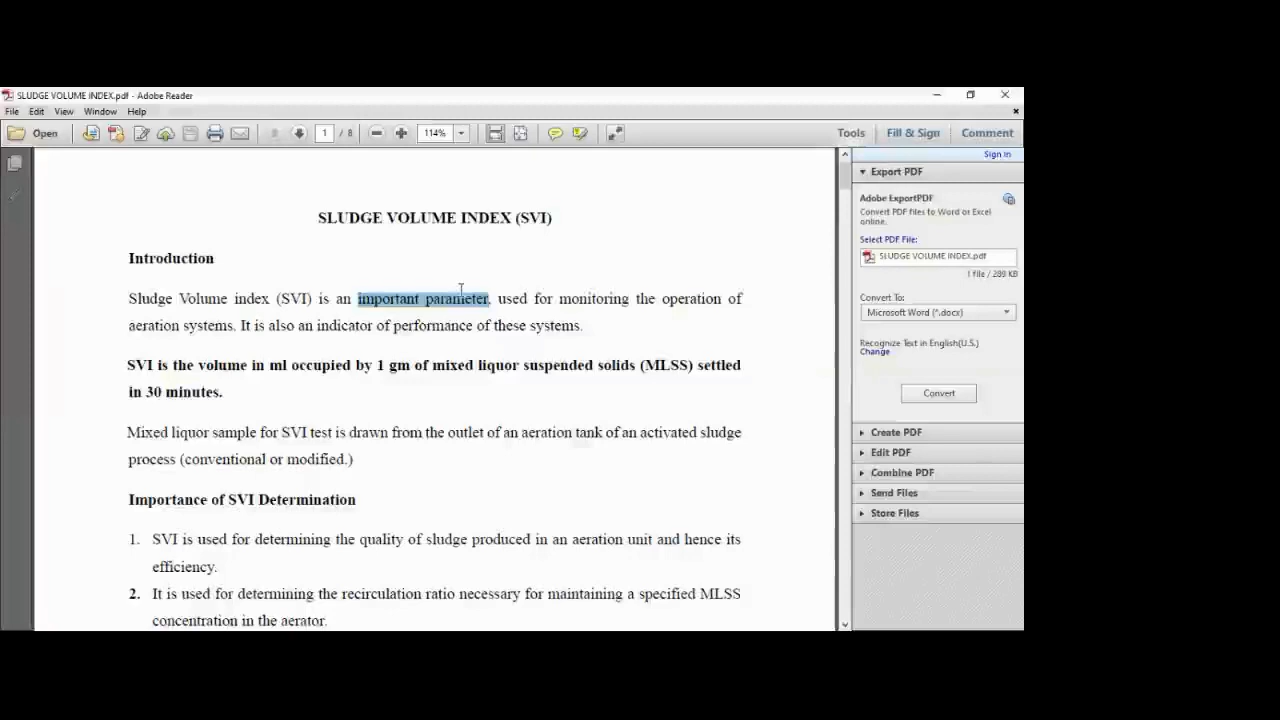 SLUDGE VOLUME INDEX.pdf - Adobe Reader
File Edit View Window Help
Open 1 / 8 114% Tools Fill & Sign Comment
Sign In
Export PDF
Adobe ExportPDF
Convert PDF files to Word or Excel
online.
Select PDF File:
SLUDGE VOLUME INDEX.pdf
1 file / 289 KB
Convert To:
Microsoft Word (*.docx)
Recognize Text in English(U.S.)
Change
Convert
Create PDF
Edit PDF
Combine PDF
Send Files
Store Files
SLUDGE VOLUME INDEX (SVI)
Introduction
Sludge Volume index (SVI) is an important parameter, used for monitoring the operation of
aeration systems. It is also an indicator of performance of these systems.
SVI is the volume in ml occupied by 1 gm of mixed liquor suspended solids (MLSS) settled
in 30 minutes.
Mixed liquor sample for SVI test is drawn from the outlet of an aeration tank of an activated sludge
process (conventional or modified.)
Importance of SVI Determination
1. SVI is used for determining the quality of sludge produced in an aeration unit and hence its
efficiency.
2. It is used for determining the recirculation ratio necessary for maintaining a specified MLSS
concentration in the aerator.